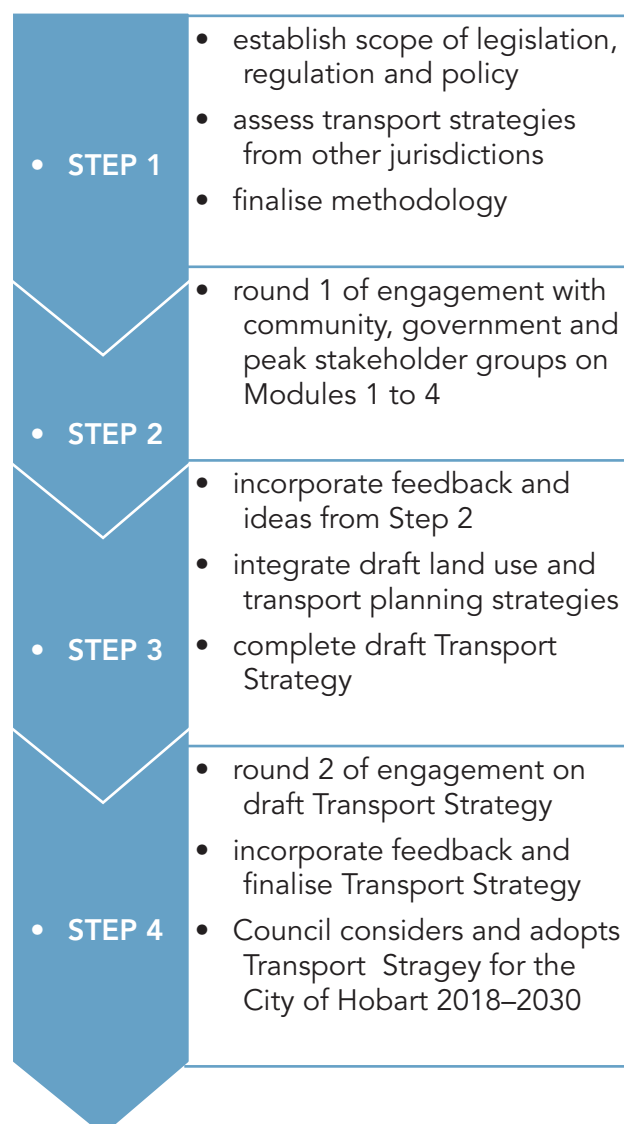 • STEP 1
• establish scope of legislation,
regulation and policy
• assess transport strategies
from other jurisdictions
• finalise methodology
• STEP 2
• round 1 of engagement with
community, government and
peak stakeholder groups on
Modules 1 to 4
• STEP 3
• incorporate feedback and
ideas from Step 2
• integrate draft land use and
transport planning strategies
• complete draft Transport
Strategy
• STEP 4
• round 2 of engagement on
draft Transport Strategy
• incorporate feedback and
finalise Transport Strategy
• Council considers and adopts
Transport Stragey for the
City of Hobart 2018–2030